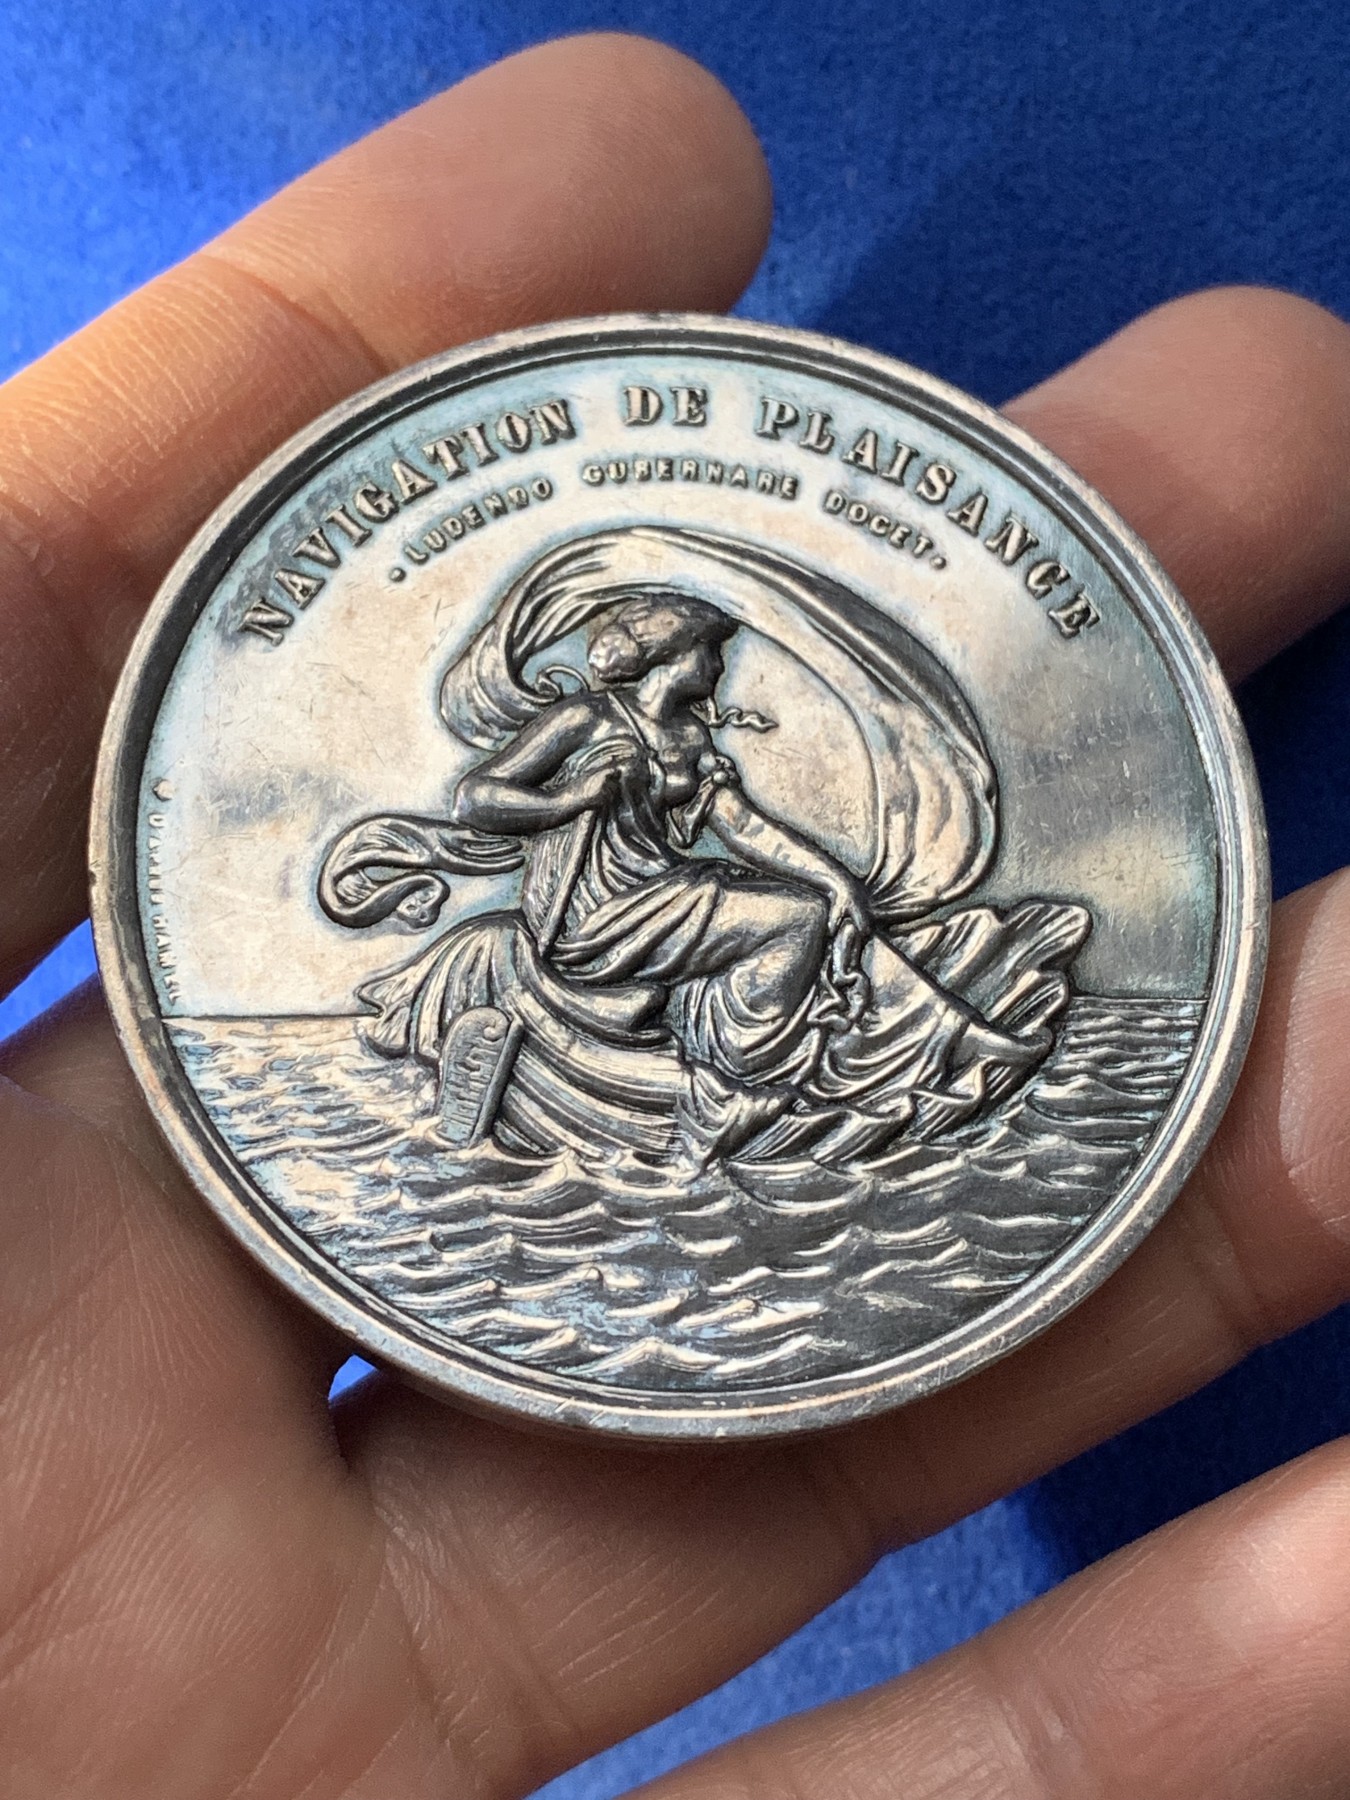 NAVIGATION DE PLAISANCE
• LUDENDO GUBERNARE DOCET •